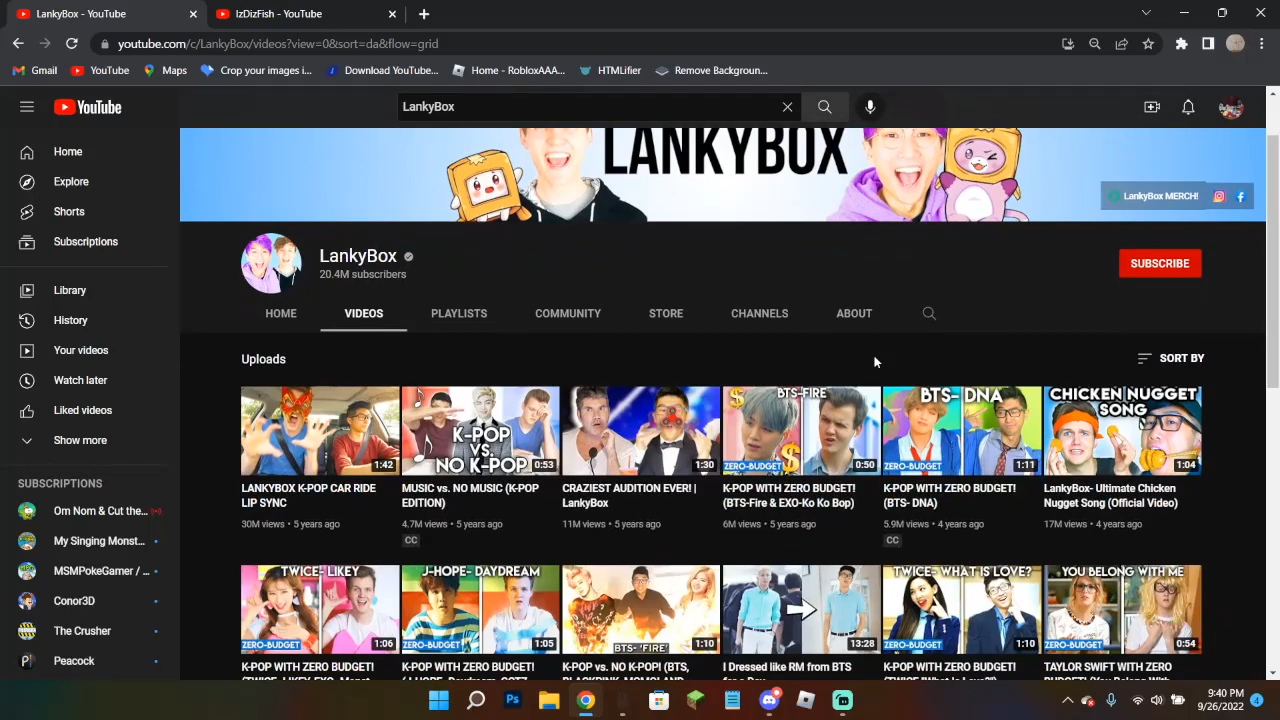 LankyBox - YouTube
IzDizFish - YouTube
youtube.com/c/LankyBox/videos?view=0&sort=da&flow=grid
Gmail
YouTube
Maps
Crop your images i...
Download YouTube...
Home - RobloxAAA...
HTMLifier
Remove Backgroun...
YouTube
LankyBox
Home
Explore
Shorts
Subscriptions
Library
History
Your videos
Watch later
Liked videos
Show more
SUBSCRIPTIONS
Om Nom & Cut the...
My Singing Monst...
MSMPokeGamer / ...
Conor3D
The Crusher
Peacock
LANKYBOX
LankyBox MERCH!
LankyBox
20.4M subscribers
SUBSCRIBE
HOME
VIDEOS
PLAYLISTS
COMMUNITY
STORE
CHANNELS
ABOUT
Uploads
SORT BY
1:42
LANKYBOX K-POP CAR RIDE
LIP SYNC
30M views • 5 years ago
K-POP
VS.
NO K-POP
0:53
MUSIC vs. NO MUSIC (K-POP
EDITION)
4.7M views • 5 years ago
CC
1:30
CRAZIEST AUDITION EVER! |
LankyBox
11M views • 5 years ago
BTS-FIRE
ZERO-BUDGET
0:50
K-POP WITH ZERO BUDGET!
(BTS-Fire & EXO-Ko Ko Bop)
6M views • 5 years ago
BTS- DNA
ZERO-BUDGET
1:11
K-POP WITH ZERO BUDGET!
(BTS- DNA)
5.9M views • 4 years ago
CC
CHICKEN NUGGET
SONG
1:04
LankyBox- Ultimate Chicken
Nugget Song (Official Video)
17M views • 4 years ago
TWICE- LIKEY
ZERO-BUDGET
1:06
K-POP WITH ZERO BUDGET!
J-HOPE- DAYDREAM
ZERO-BUDGET
1:05
K-POP WITH ZERO BUDGET!
BTS- 'FIRE'
1:10
K-POP vs. NO K-POP! (BTS,
13:28
I Dressed like RM from BTS
TWICE- WHAT IS LOVE?
ZERO-BUDGET
1:10
K-POP WITH ZERO BUDGET!
YOU BELONG WITH ME
0:54
TAYLOR SWIFT WITH ZERO
9:40 PM
9/26/2022
4